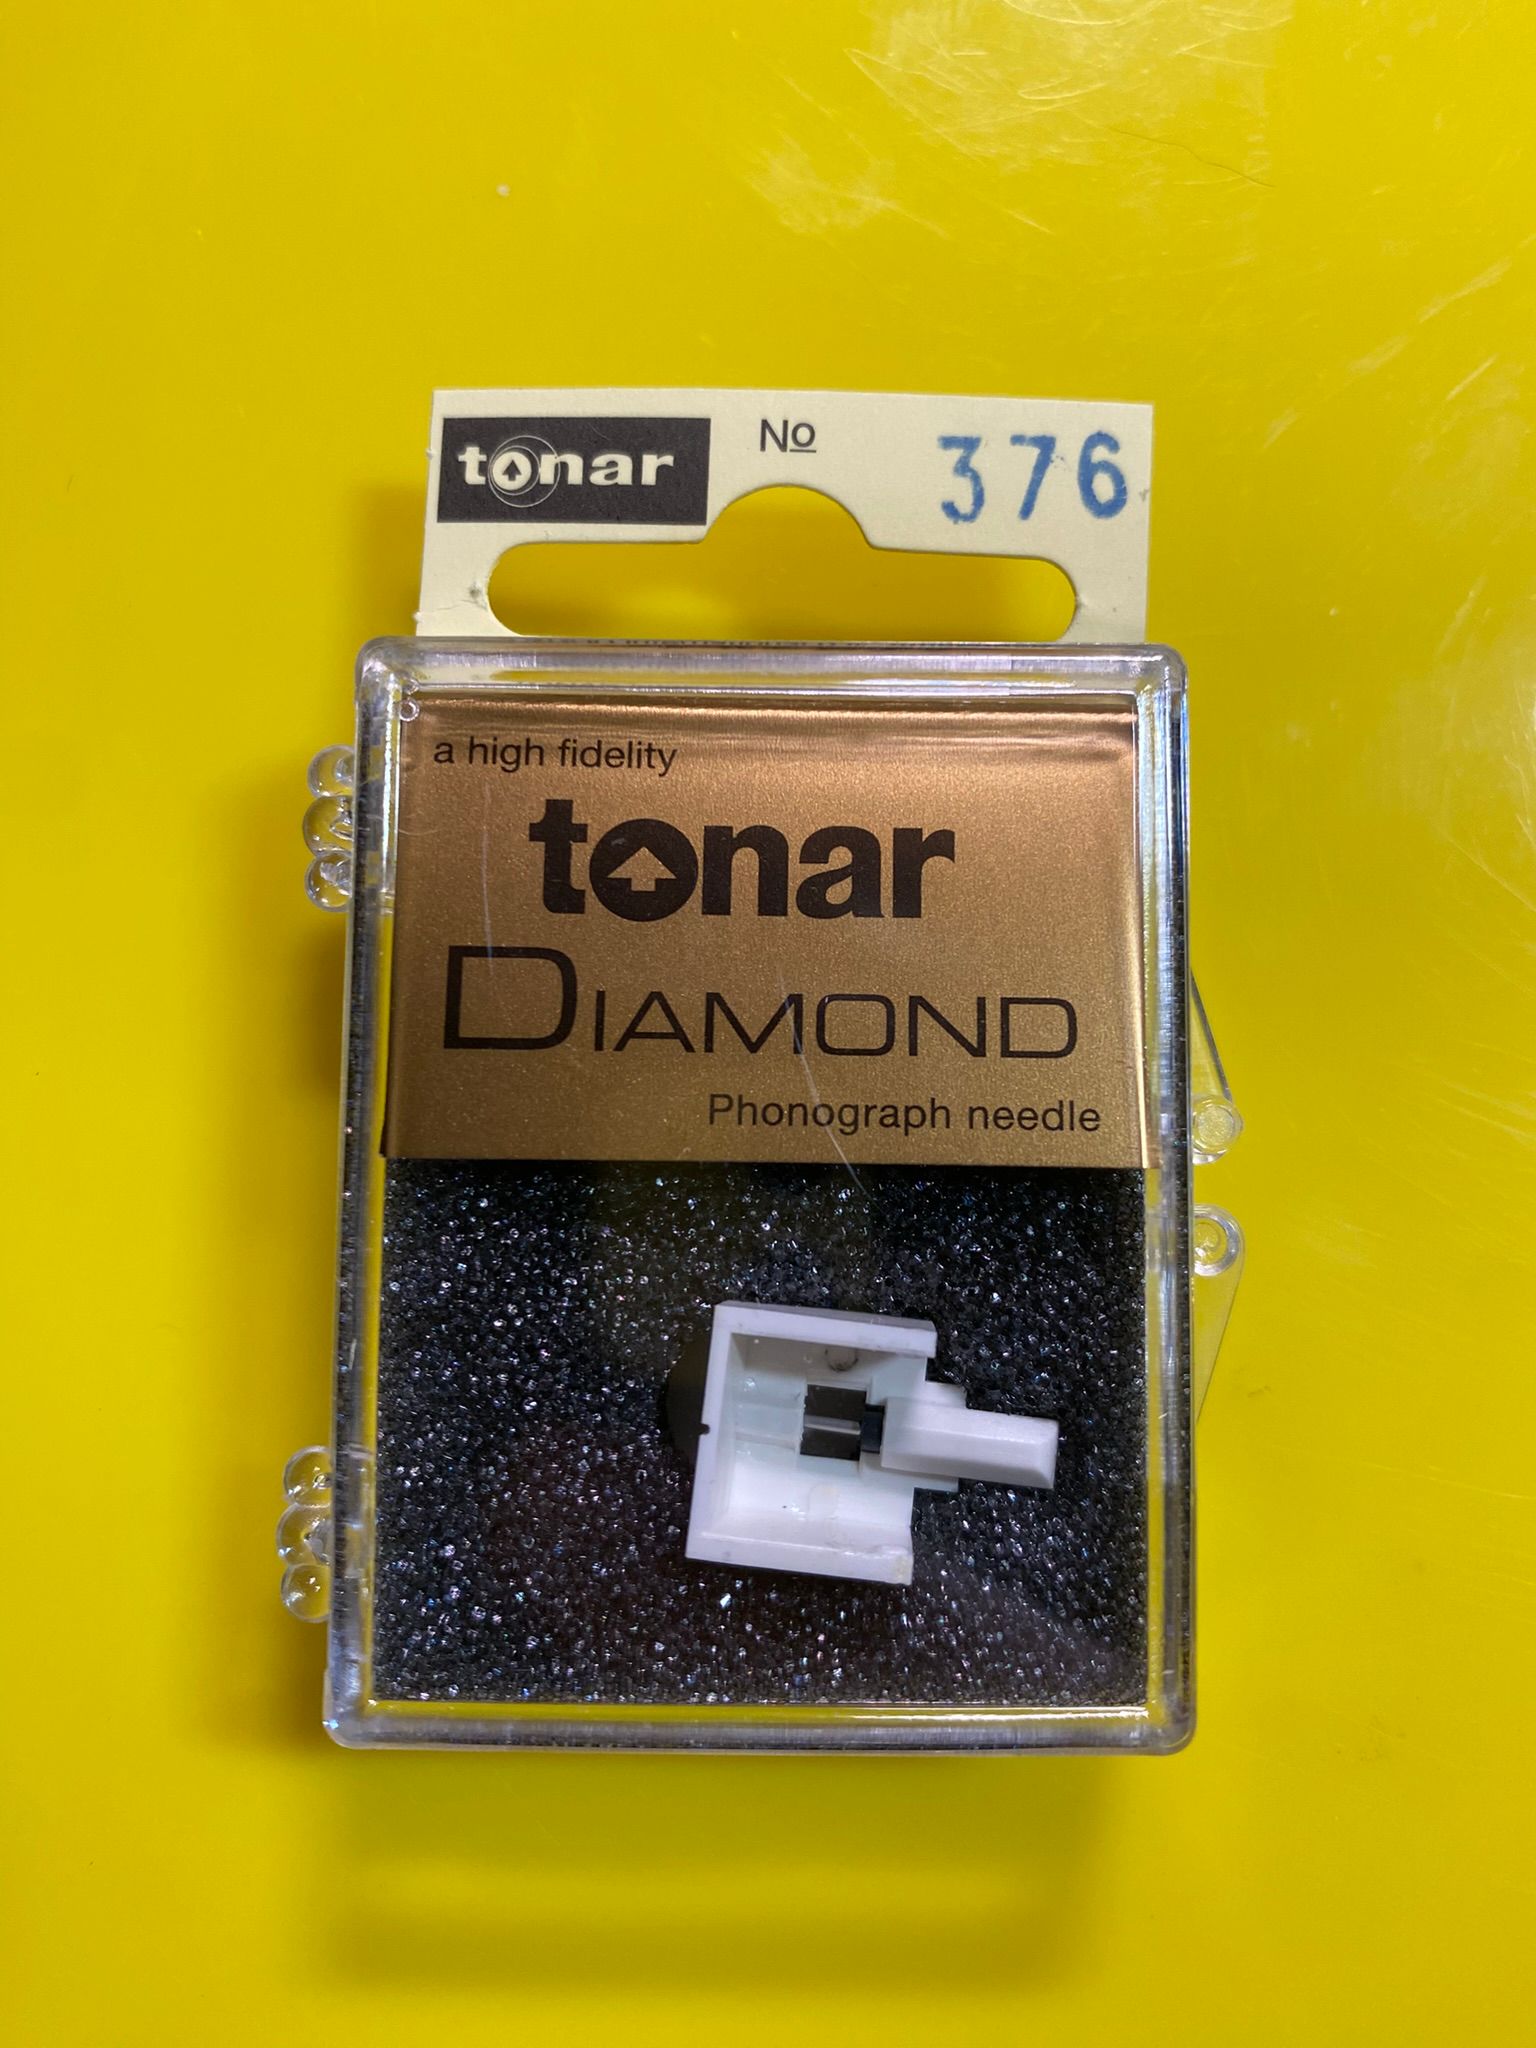 tonar No 376
a high fidelity
tonar
DIAMOND
Phonograph needle